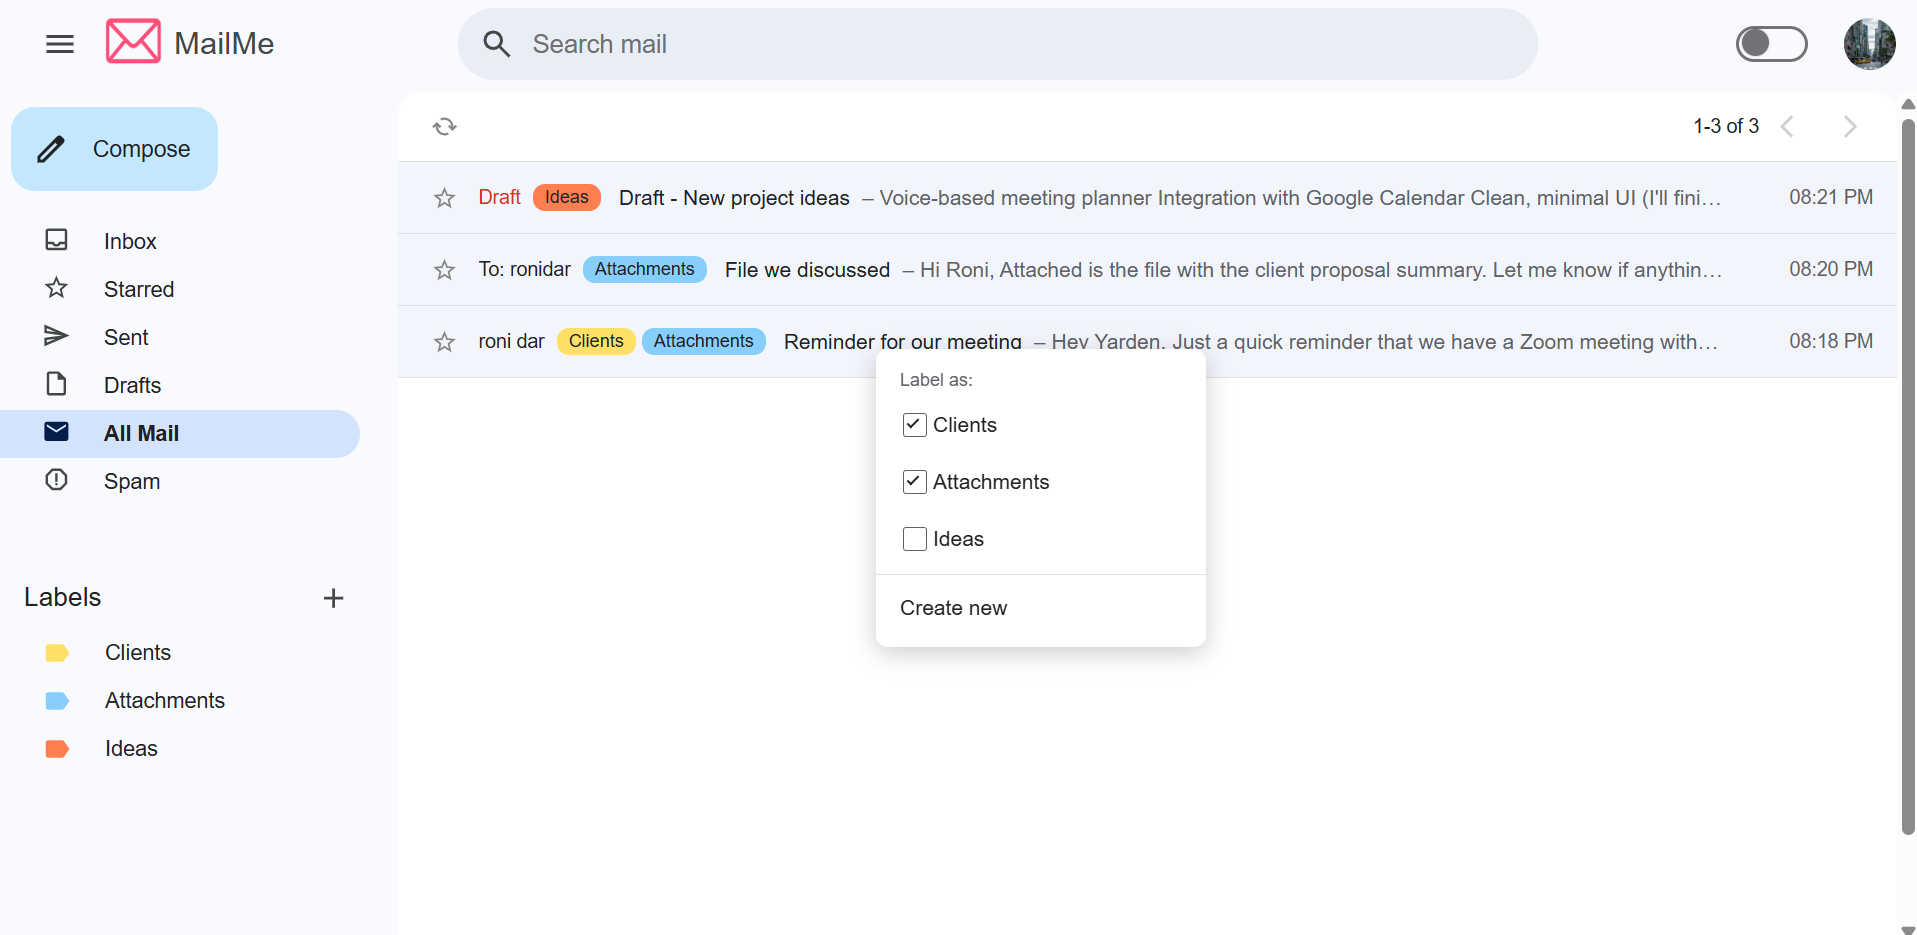 MailMe
Search mail
Compose
1-3 of 3
Inbox
Starred
Sent
Drafts
All Mail
Spam
Labels
Clients
Attachments
Ideas
Draft Ideas Draft - New project ideas – Voice-based meeting planner Integration with Google Calendar Clean, minimal UI (I'll fini… 08:21 PM
To: ronidar Attachments File we discussed – Hi Roni, Attached is the file with the client proposal summary. Let me know if anythin… 08:20 PM
roni dar Clients Attachments Reminder for our meeting – Hey Yarden, Just a quick reminder that we have a Zoom meeting with… 08:18 PM
Label as:
Clients
Attachments
Ideas
Create new